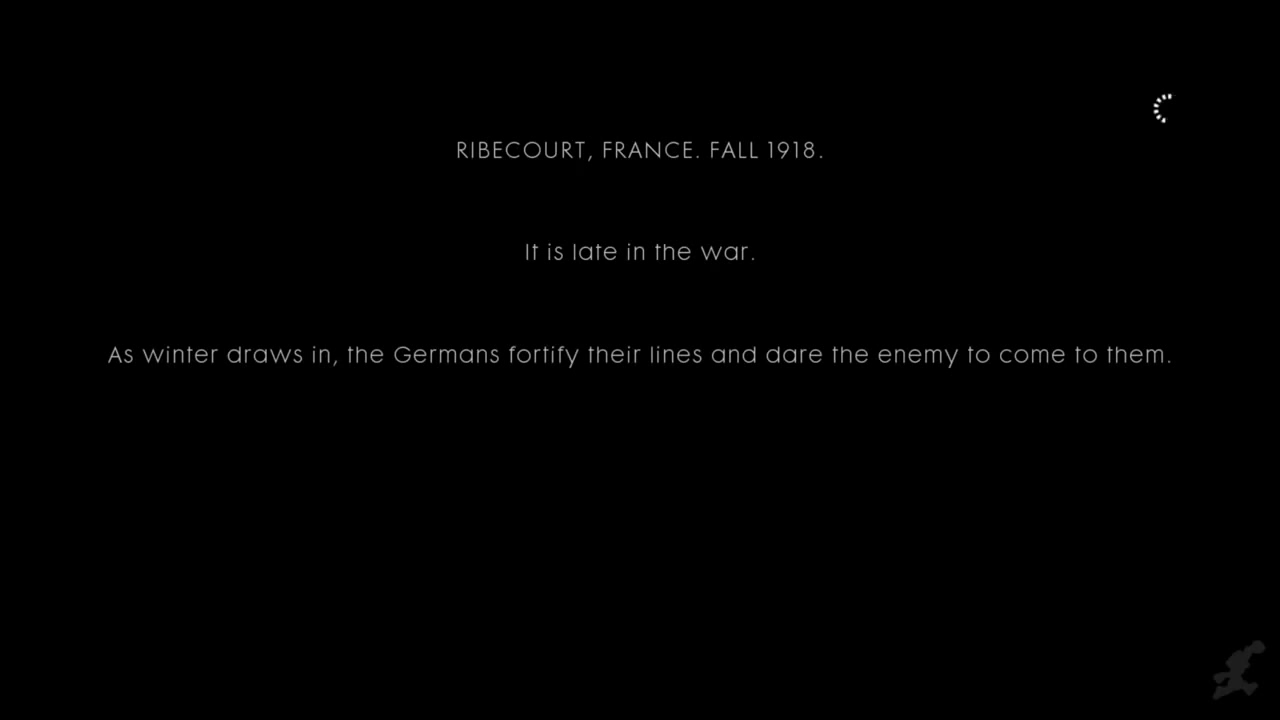 RIBECOURT, FRANCE. FALL 1918.
It is late in the war.
As winter draws in, the Germans fortify their lines and dare the enemy to come to them.